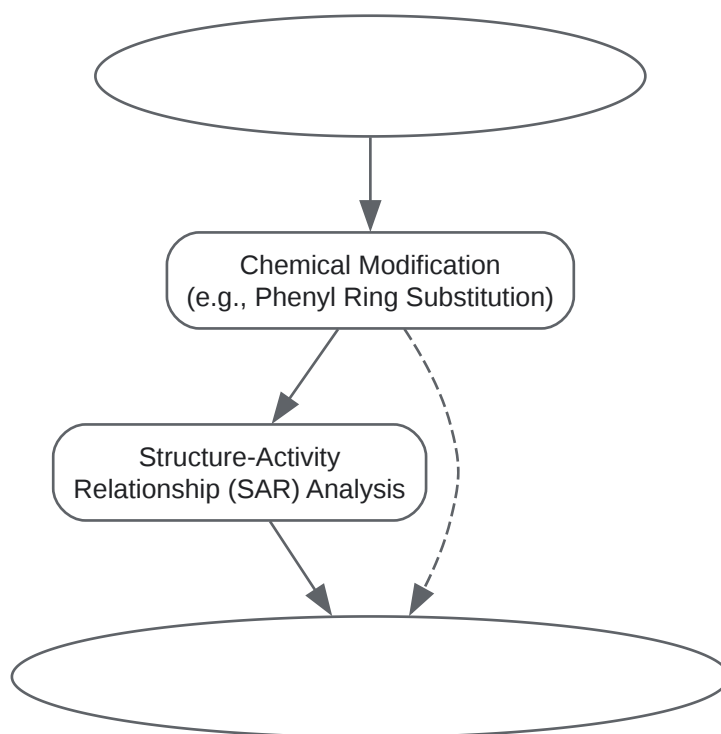 Chemical Modification
(e.g., Phenyl Ring Substitution)
Structure-Activity
Relationship (SAR) Analysis